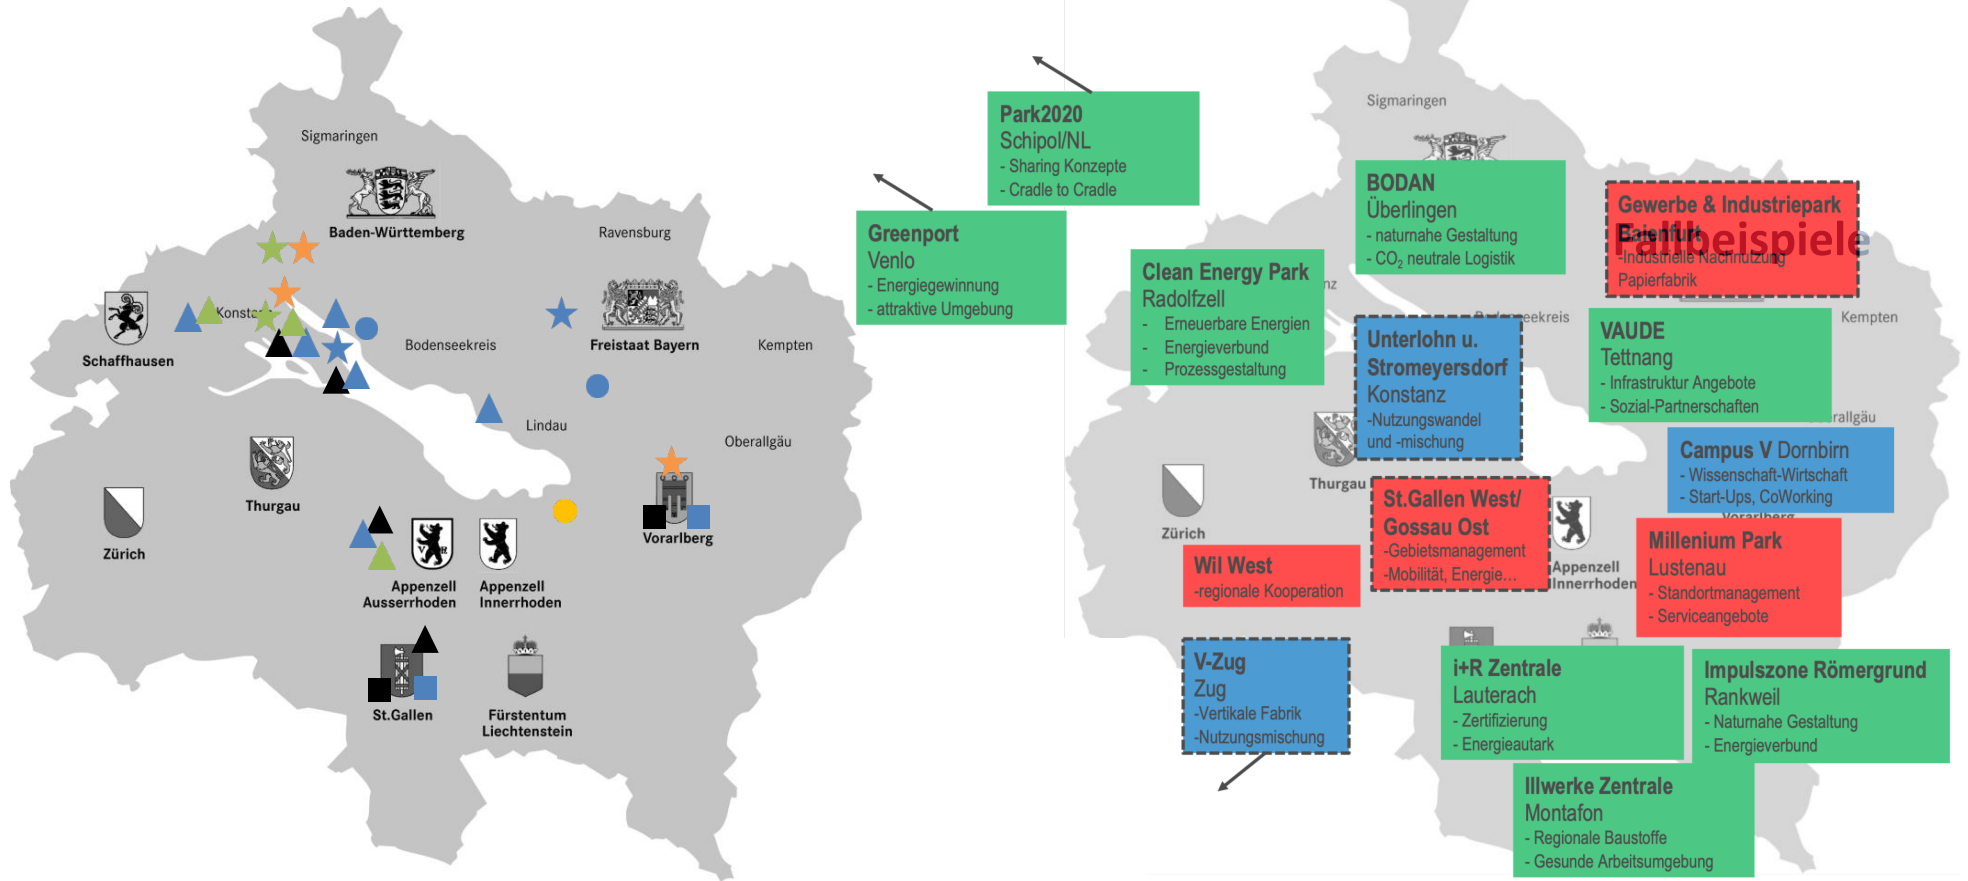 Sigmaringen
Baden-Württemberg
Ravensburg
Konstanz
Schaffhausen
Bodenseekreis
Freistaat Bayern
Kempten
Lindau
Oberallgäu
Thurgau
Zürich
Vorarlberg
Appenzell
Ausserrhoden
Appenzell
Innerrhoden
St.Gallen
Fürstentum
Liechtenstein
Park2020
Schipol/NL
- Sharing Konzepte
- Cradle to Cradle
Greenport
Venlo
- Energiegewinnung
- attraktive Umgebung
Sigmaringen
BODAN
Überlingen
- naturnahe Gestaltung
- CO₂ neutrale Logistik
Gewerbe & Industriepark
Baienfurt
Fallbeispiele
-Industrielle Nachnutzung
Papierfabrik
Clean Energy Park
Radolfzell
- Erneuerbare Energien
- Energieverbund
- Prozessgestaltung
nz
Bodenseekreis
Kempten
Unterlohn u.
Stromeyersdorf
Konstanz
-Nutzungswandel
und -mischung
VAUDE
Tettnang
- Infrastruktur Angebote
- Sozial-Partnerschaften
erallgäu
Campus V Dornbirn
- Wissenschaft-Wirtschaft
- Start-Ups, CoWorking
Vorarlberg
Thurgau
Zürich
St.Gallen West/
Gossau Ost
-Gebietsmanagement
-Mobilität, Energie...
Appenzell
Innerrhoden
Millenium Park
Lustenau
- Standortmanagement
- Serviceangebote
Wil West
-regionale Kooperation
V-Zug
Zug
-Vertikale Fabrik
-Nutzungsmischung
i+R Zentrale
Lauterach
- Zertifizierung
- Energieautark
Impulszone Römergrund
Rankweil
- Naturnahe Gestaltung
- Energieverbund
Illwerke Zentrale
Montafon
- Regionale Baustoffe
- Gesunde Arbeitsumgebung